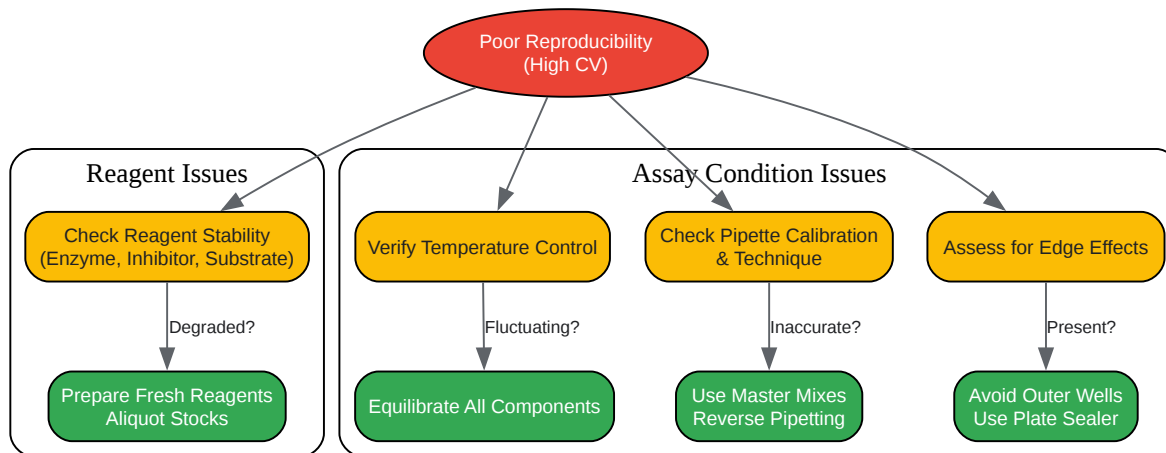 Poor Reproducibility
(High CV)
Reagent Issues
Assay Condition Issues
Check Reagent Stability
(Enzyme, Inhibitor, Substrate)
Verify Temperature Control
Check Pipette Calibration
& Technique
Assess for Edge Effects
Degraded?
Fluctuating?
Inaccurate?
Present?
Prepare Fresh Reagents
Aliquot Stocks
Equilibrate All Components
Use Master Mixes
Reverse Pipetting
Avoid Outer Wells
Use Plate Sealer